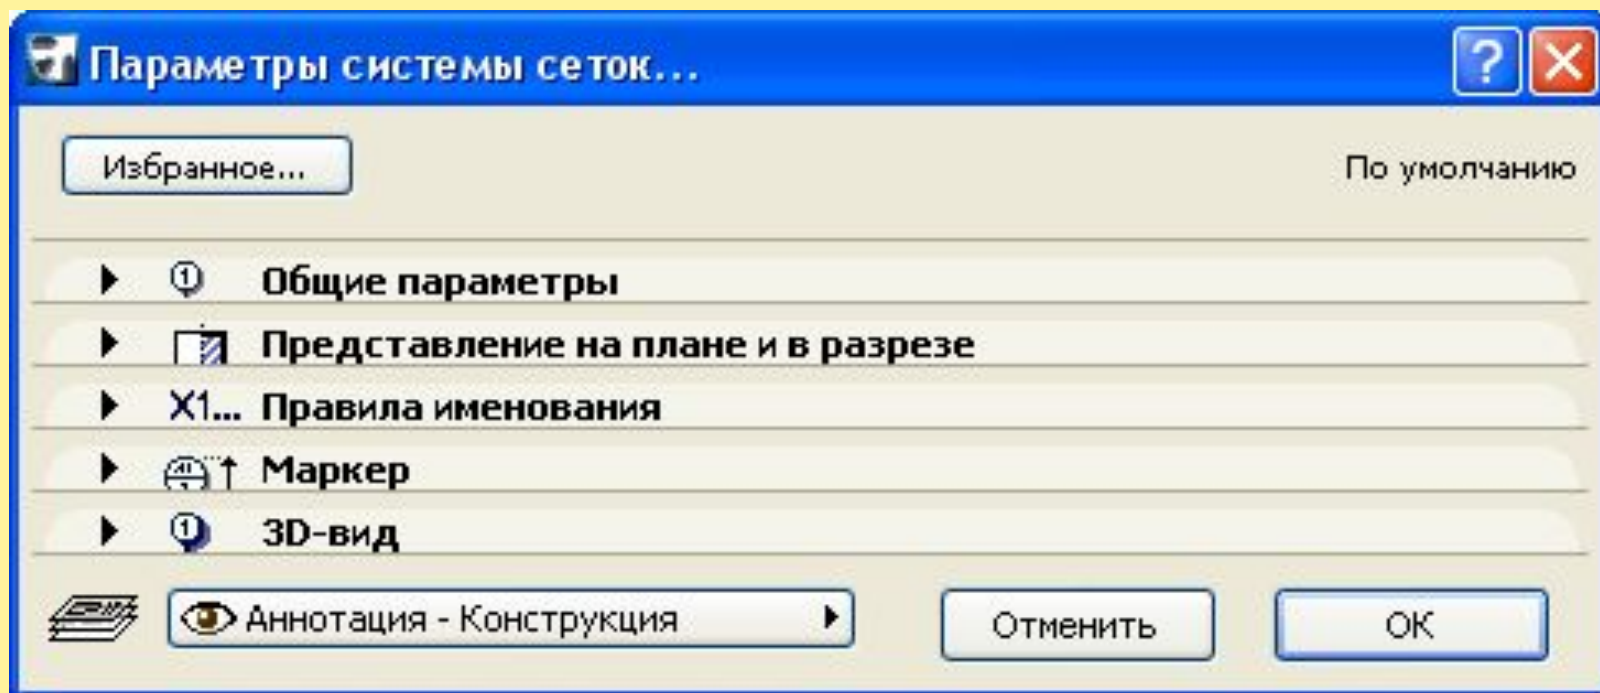 Параметры системы сеток...
Избранное...
По умолчанию
Общие параметры
Представление на плане и в разрезе
X1... Правила именования
Маркер
3D-вид
Аннотация - Конструкция
Отменить
ОК